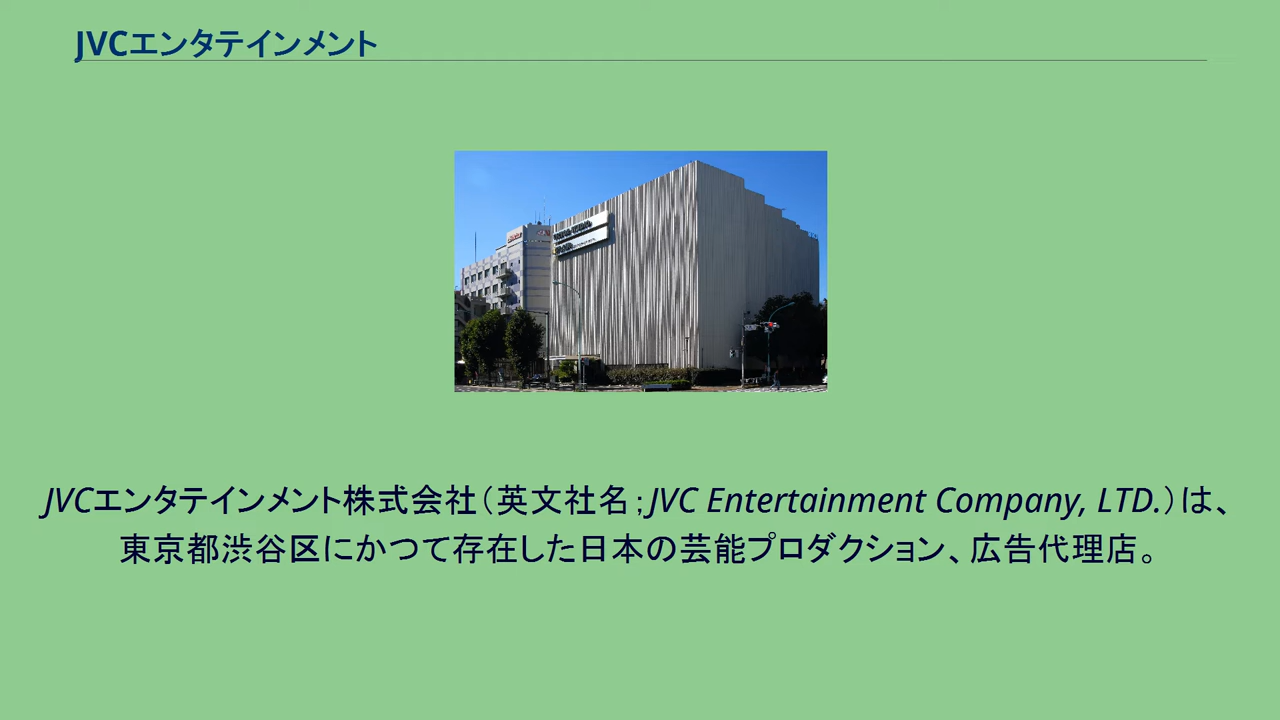 JVCエンタテインメント
JVCエンタテインメント株式会社（英文社名；JVC Entertainment Company, LTD.）は、
東京都渋谷区にかつて存在した日本の芸能プロダクション、広告代理店。